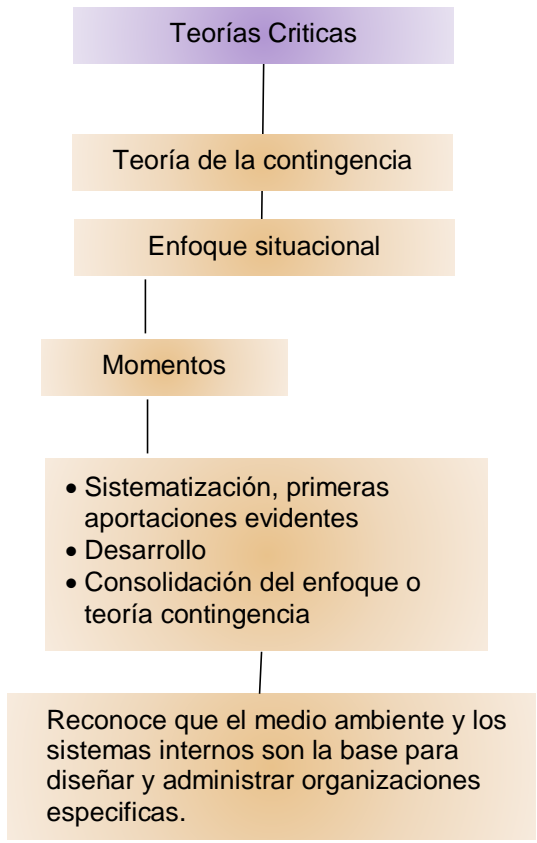 Teorías Criticas
Teoría de la contingencia
Enfoque situacional
Momentos
• Sistematización, primeras
aportaciones evidentes
• Desarrollo
• Consolidación del enfoque o
teoría contingencia
Reconoce que el medio ambiente y los
sistemas internos son la base para
diseñar y administrar organizaciones
especificas.